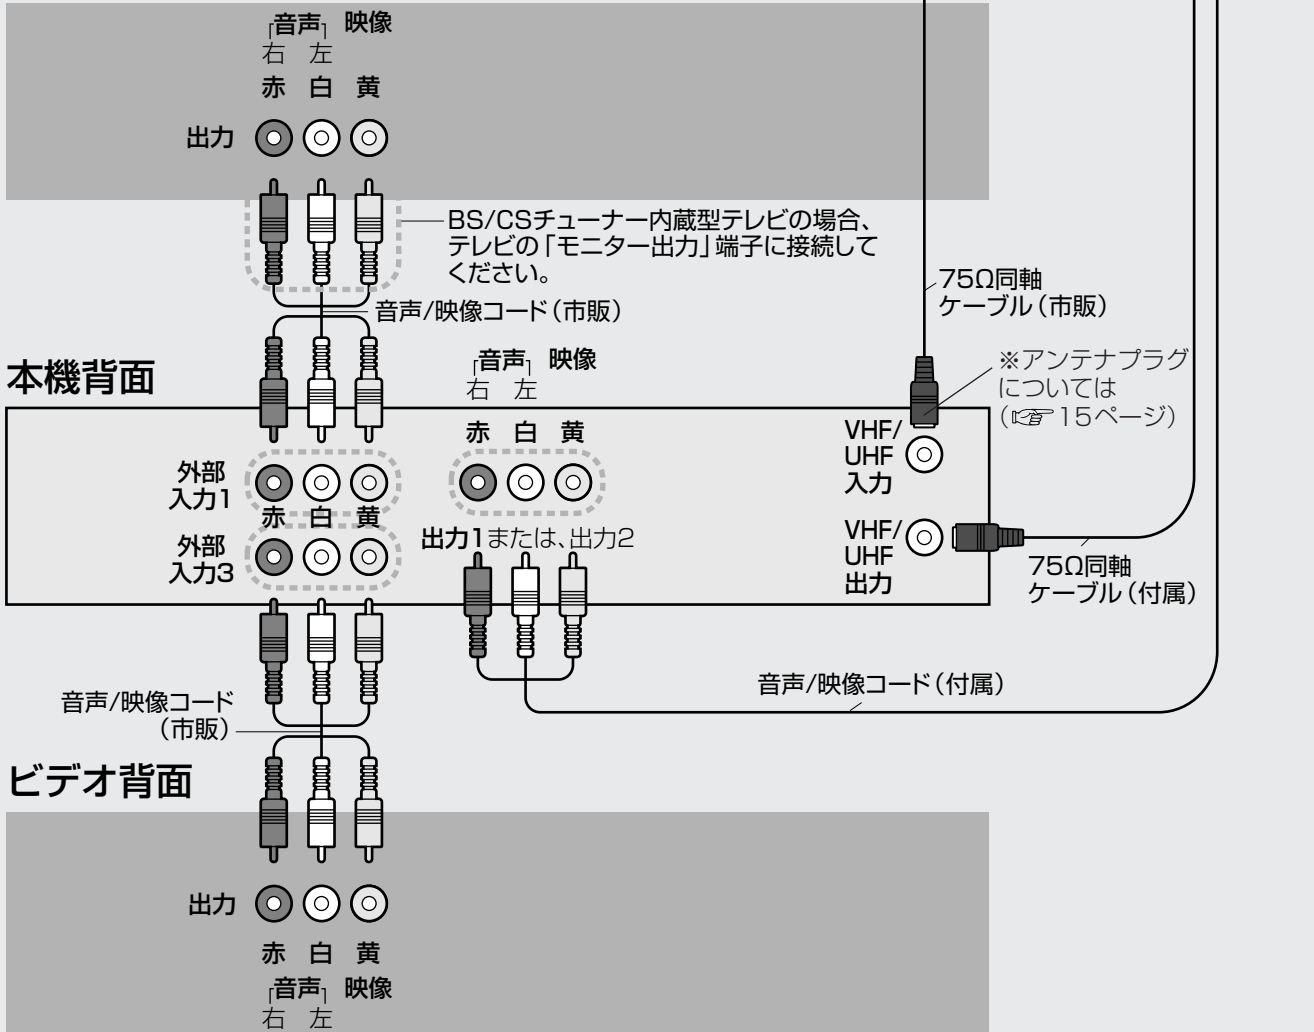 音声 映像
右 左
赤 白 黄
出力
BS/CSチューナー内蔵型テレビの場合、
テレビの「モニター出力」端子に接続して
ください。
音声/映像コード(市販)
75Ω同軸
ケーブル(市販)
※アンテナプラグ
については
(☞15ページ)
本機背面
音声 映像
右 左
赤 白 黄
外部
入力1
赤 白 黄
外部
入力3
出力1または、出力2
VHF/
UHF
入力
VHF/
UHF
出力
75Ω同軸
ケーブル(付属)
音声/映像コード(付属)
音声/映像コード
(市販)
ビデオ背面
出力
赤 白 黄
音声 映像
右 左